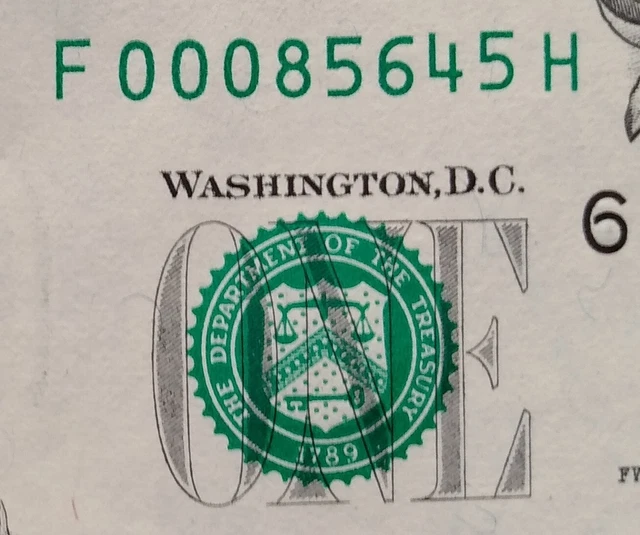 F 00085645 H
WASHINGTON, D.C.
6
ONE
THE DEPARTMENT OF THE TREASURY
1789
FW